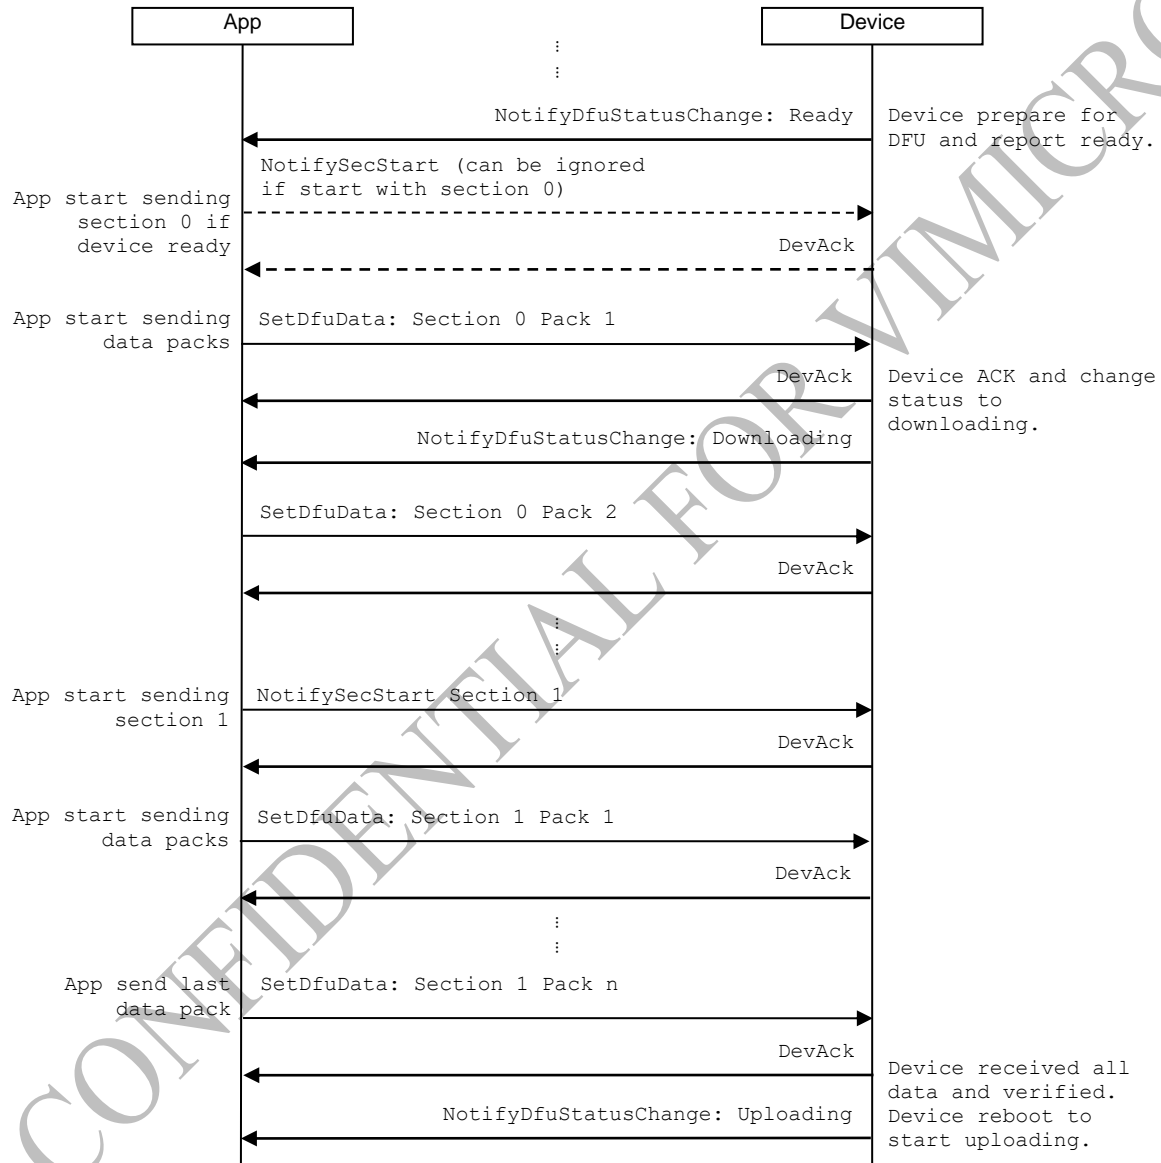 App
Device
NotifyDfuStatusChange: Ready
Device prepare for
DFU and report ready.
NotifySecStart (can be ignored
if start with section 0)
App start sending
section 0 if
device ready
DevAck
App start sending
data packs
SetDfuData: Section 0 Pack 1
DevAck
Device ACK and change
status to
downloading.
NotifyDfuStatusChange: Downloading
SetDfuData: Section 0 Pack 2
DevAck
App start sending
section 1
NotifySecStart Section 1
DevAck
App start sending
data packs
SetDfuData: Section 1 Pack 1
DevAck
App send last
data pack
SetDfuData: Section 1 Pack n
DevAck
Device received all
data and verified.
Device reboot to
start uploading.
NotifyDfuStatusChange: Uploading
CONFIDENTIAL FOR VIMICRO